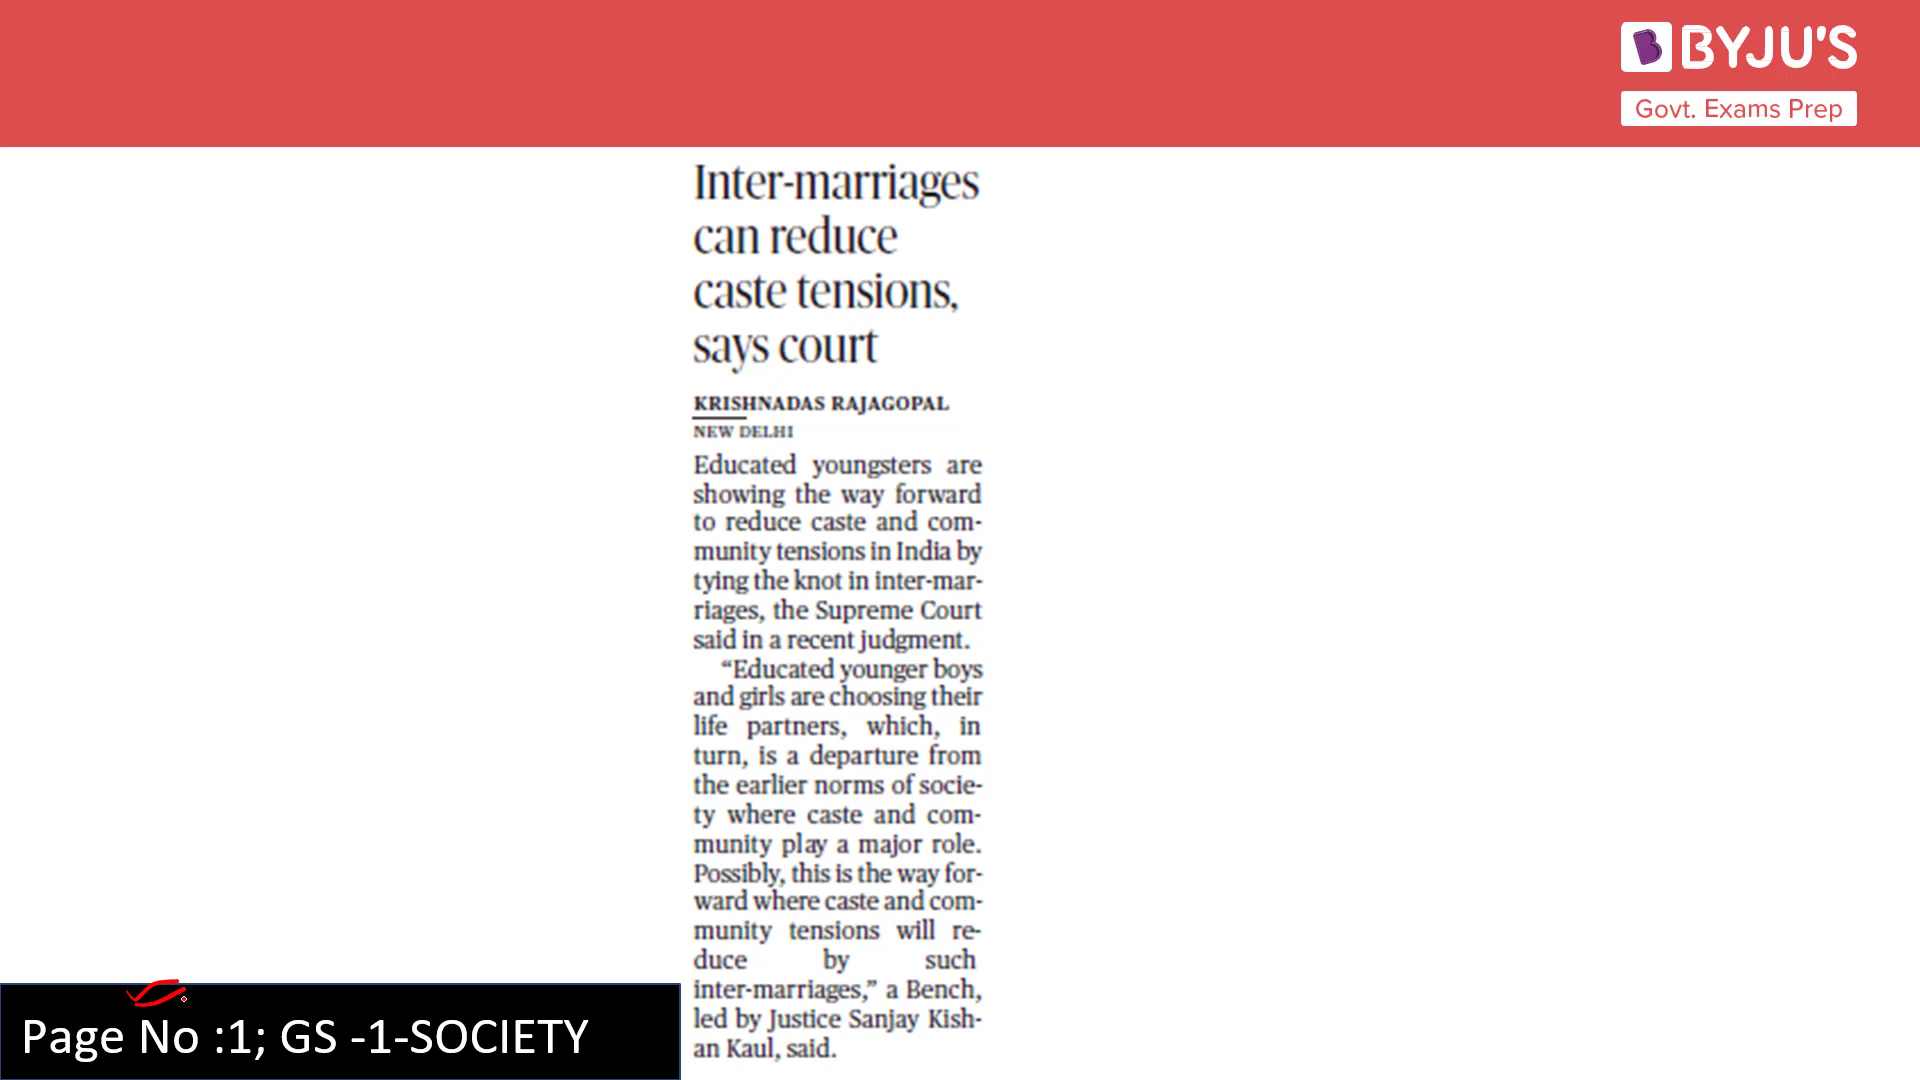 BYJU'S
Govt. Exams Prep
Inter-marriages
can reduce
caste tensions,
says court
KRISHNADAS RAJAGOPAL
NEW DELHI
Educated youngsters are
showing the way forward
to reduce caste and com-
munity tensions in India by
tying the knot in inter-mar-
riages, the Supreme Court
said in a recent judgment.
“Educated younger boys
and girls are choosing their
life partners, which, in
turn, is a departure from
the earlier norms of socie-
ty where caste and com-
munity play a major role.
Possibly, this is the way for-
ward where caste and com-
munity tensions will re-
duce by such
inter-marriages,” a Bench,
led by Justice Sanjay Kish-
an Kaul, said.
Page No :1; GS -1-SOCIETY